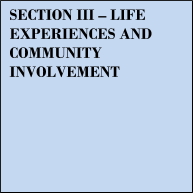 SECTION III – LIFE
EXPERIENCES AND
COMMUNITY
INVOLVEMENT